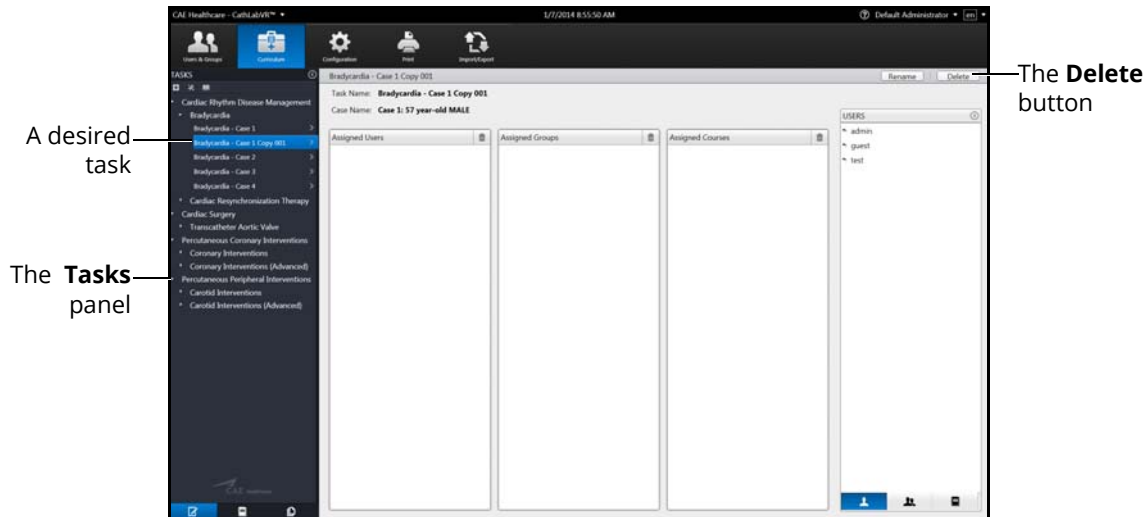 CAE Healthcare - CathLabVR™
1/7/2014 8:55:50 AM
Default Administrator
en
Users & Groups
Curriculum
Configuration
Print
Import/Export
TASKS
Bradycardia - Case 1 Copy 001
Rename
Delete
Task Name: Bradycardia - Case 1 Copy 001
Case Name: Case 1: 57 year-old MALE
Cardiac Rhythm Disease Management
Bradycardia
Bradycardia - Case 1
Bradycardia - Case 1 Copy 001
Bradycardia - Case 2
Bradycardia - Case 3
Bradycardia - Case 4
Cardiac Resynchronization Therapy
Cardiac Surgery
Transcatheter Aortic Valve
Percutaneous Coronary Interventions
Coronary Interventions
Coronary Interventions (Advanced)
Percutaneous Peripheral Interventions
Carotid Interventions
Carotid Interventions (Advanced)
CAE Healthcare
Assigned Users
Assigned Groups
Assigned Courses
USERS
admin
guest
test
A desired
task
The Tasks
panel
The Delete
button